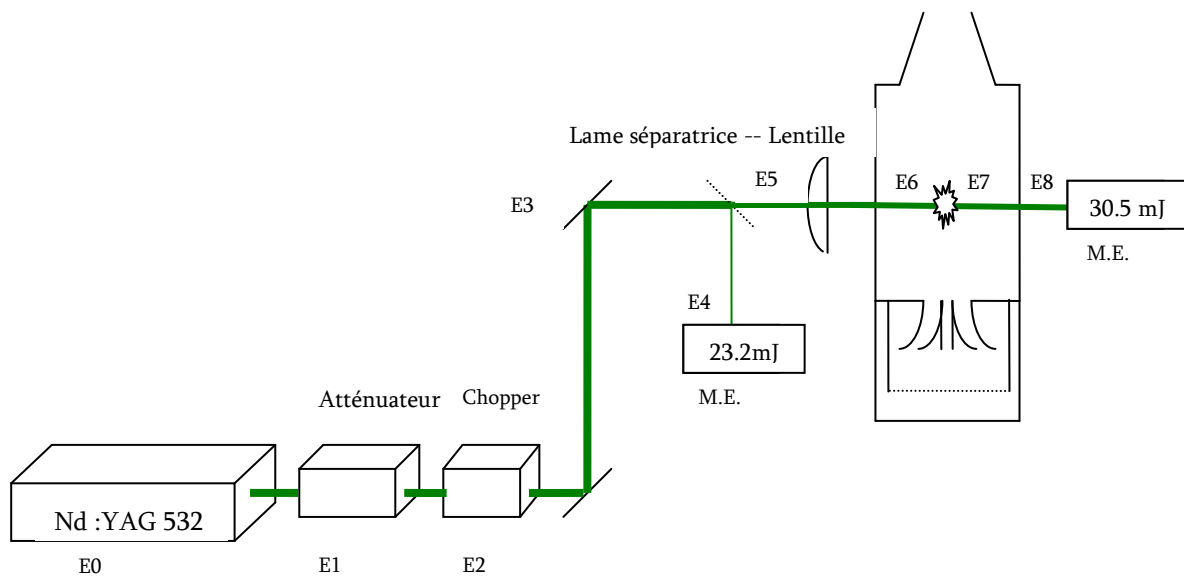 Lame séparatrice -- Lentille
E3
E5
E6
E7
E8
30.5 mJ
M.E.
E4
23.2mJ
M.E.
Atténuateur
Chopper
Nd :YAG 532
E0
E1
E2